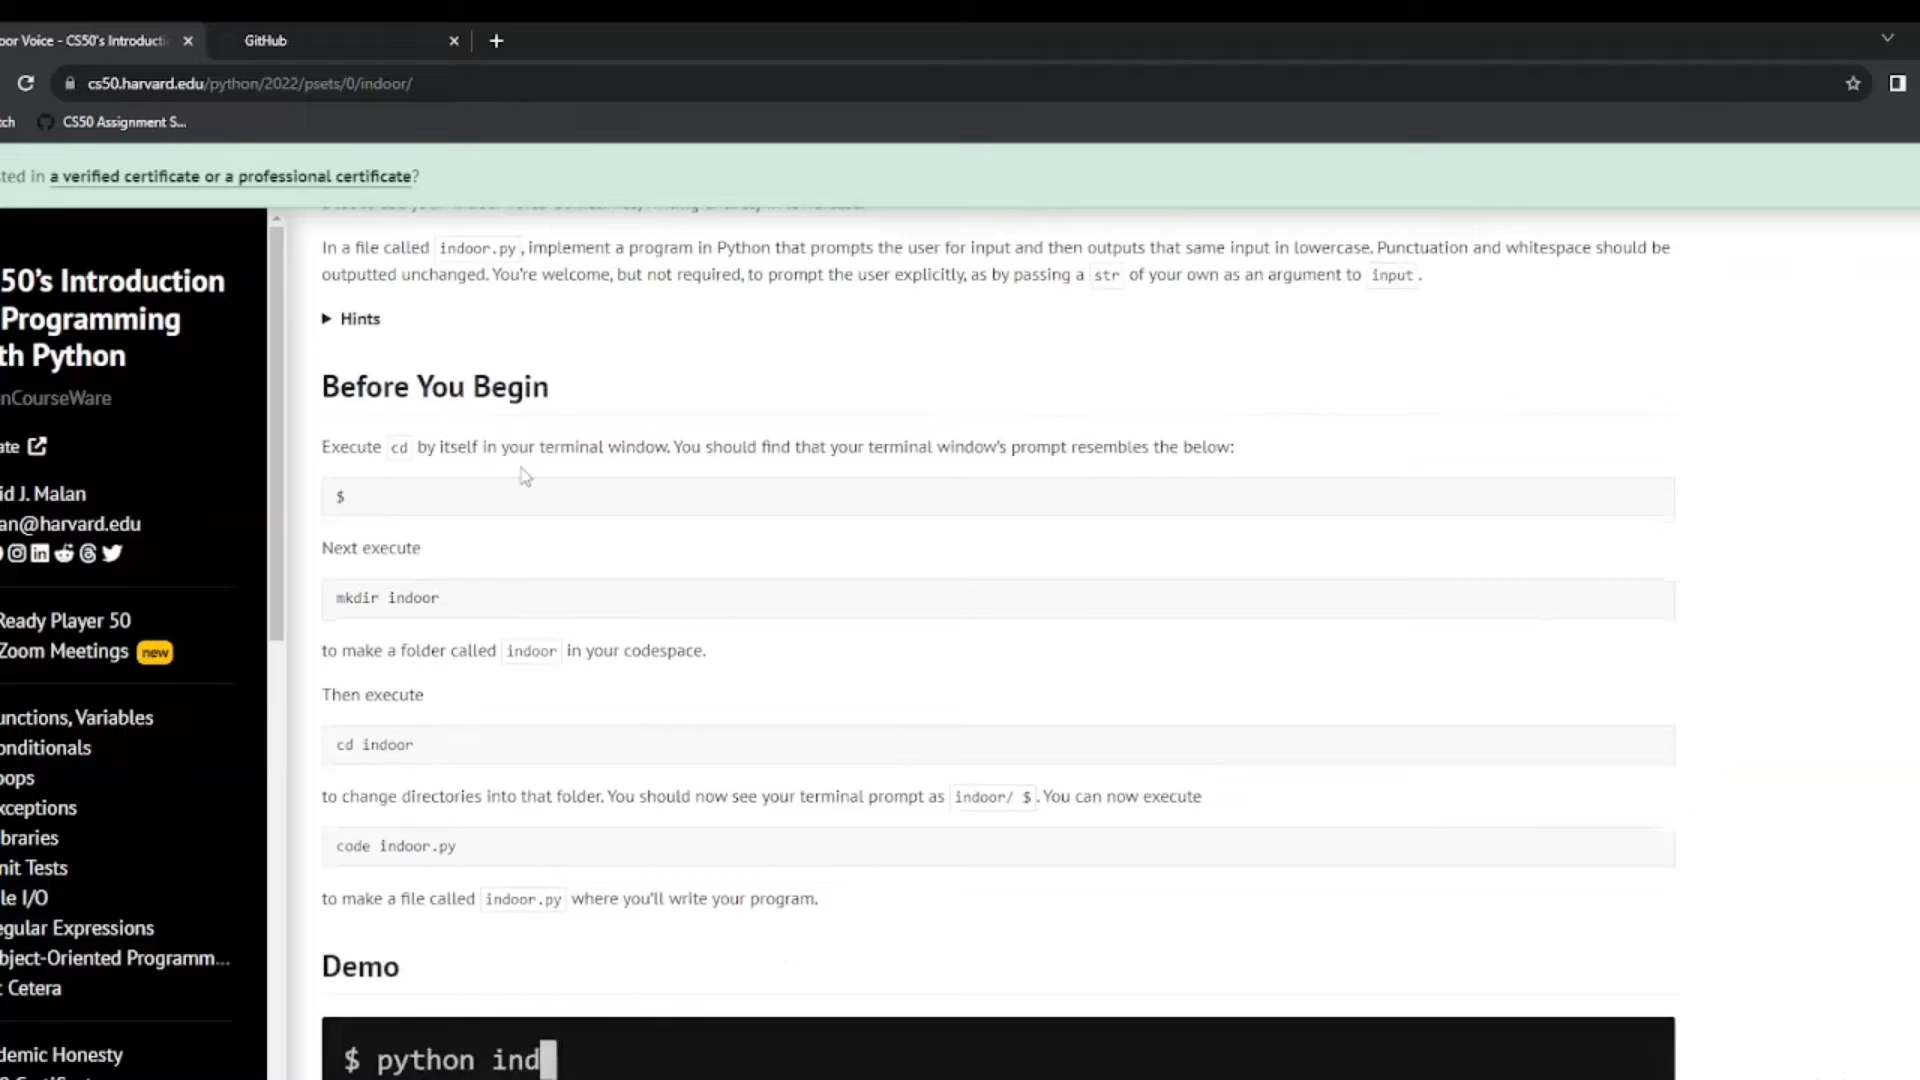 oor Voice - CS50's Introducti
GitHub
cs50.harvard.edu/python/2022/psets/0/indoor/
tch
CS50 Assignment S...
ted in a verified certificate or a professional certificate?
50's Introduction
Programming
th Python
nCourseWare
ate
id J. Malan
an@harvard.edu
Ready Player 50
Zoom Meetings new
unctions, Variables
onditionals
oops
xceptions
braries
nit Tests
le I/O
egular Expressions
bject-Oriented Programm...
t Cetera
demic Honesty
In a file called indoor.py, implement a program in Python that prompts the user for input and then outputs that same input in lowercase. Punctuation and whitespace should be
outputted unchanged. You're welcome, but not required, to prompt the user explicitly, as by passing a str of your own as an argument to input.
Hints
Before You Begin
Execute cd by itself in your terminal window. You should find that your terminal window's prompt resembles the below:
$
Next execute
mkdir indoor
to make a folder called indoor in your codespace.
Then execute
cd indoor
to change directories into that folder. You should now see your terminal prompt as indoor/ $. You can now execute
code indoor.py
to make a file called indoor.py where you'll write your program.
Demo
$ python ind